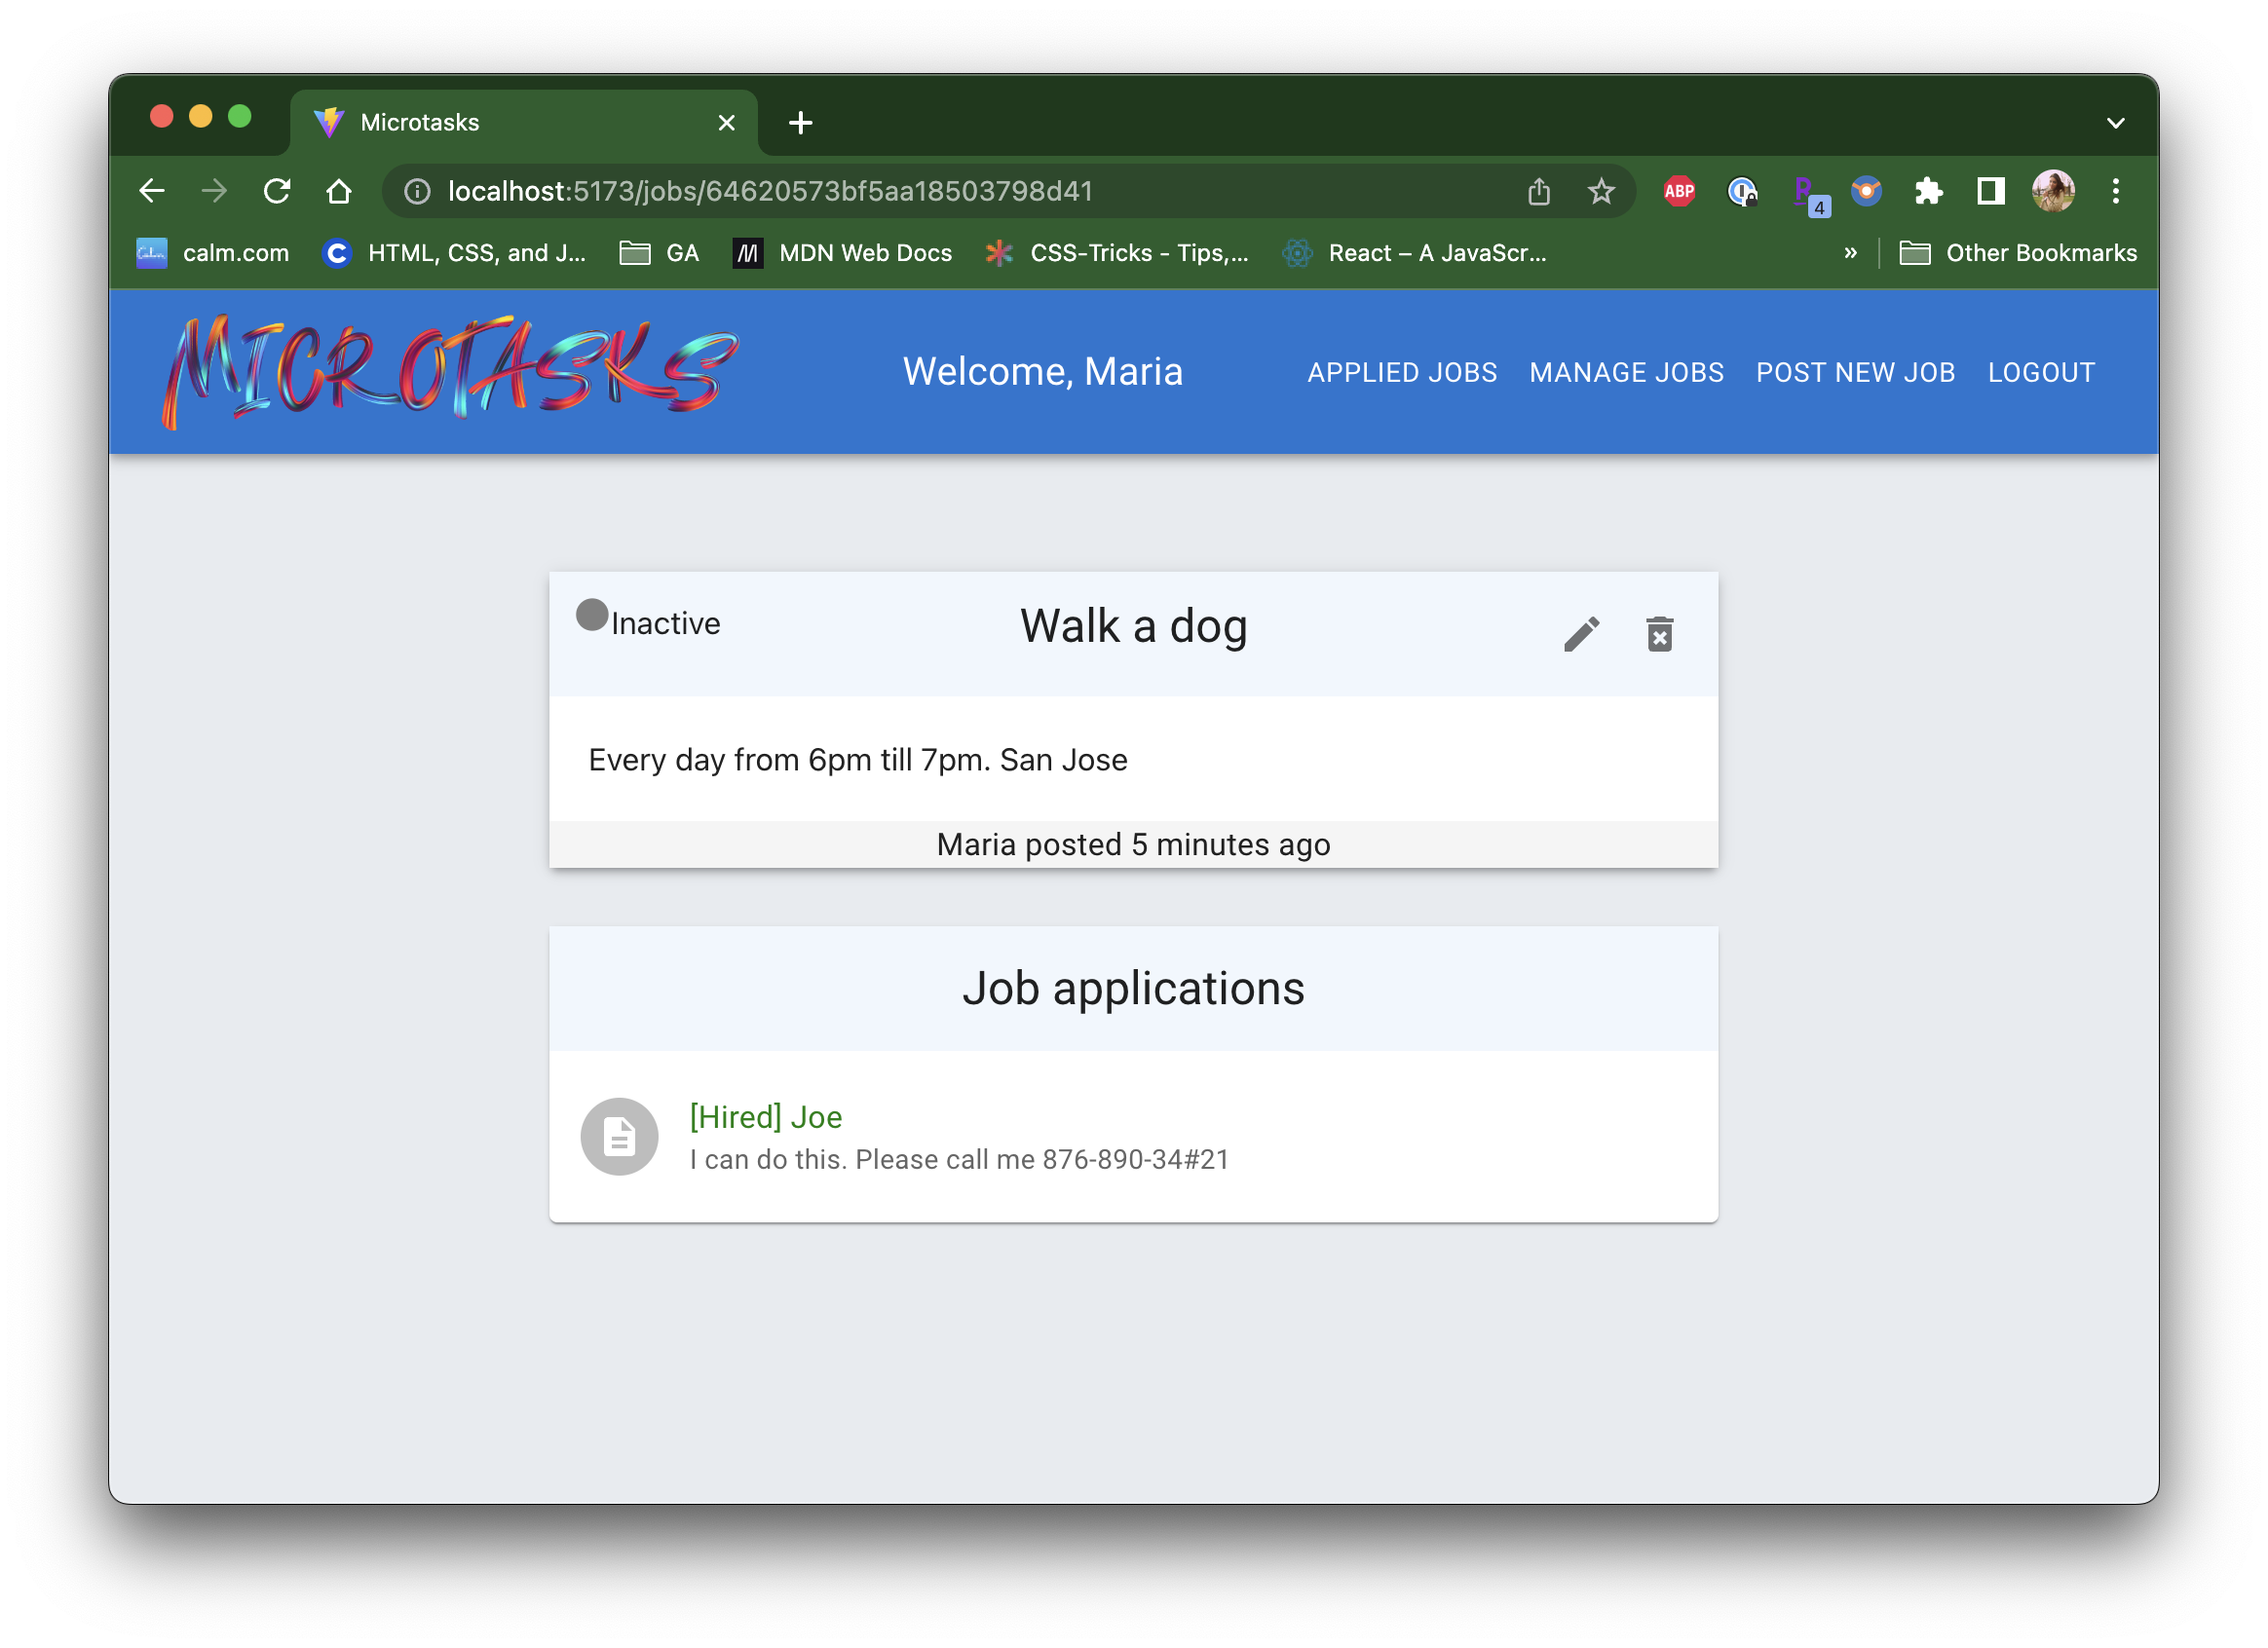 Microtasks
localhost:5173/jobs/64620573bf5aa18503798d41
ABP
4
calm.com
HTML, CSS, and J...
GA
MDN Web Docs
CSS-Tricks - Tips,...
React – A JavaScr...
» Other Bookmarks
MICROTASKS
Welcome, Maria
APPLIED JOBS MANAGE JOBS POST NEW JOB LOGOUT
Inactive
Walk a dog
Every day from 6pm till 7pm. San Jose
Maria posted 5 minutes ago
Job applications
[Hired] Joe
I can do this. Please call me 876-890-34#21